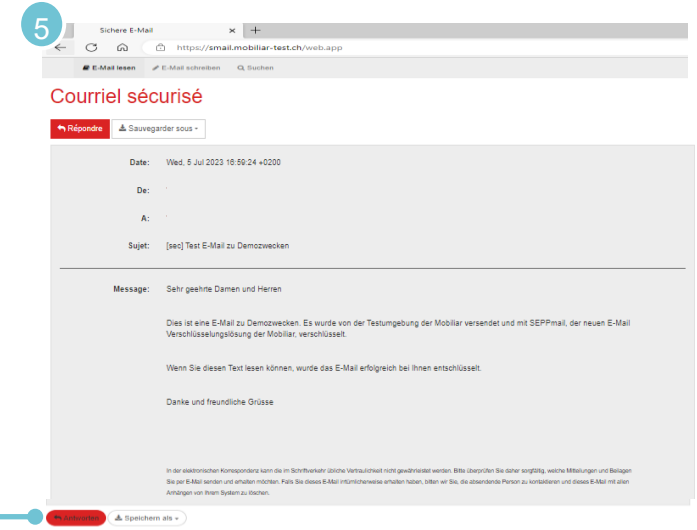 5
Sichere E-Mail
https://smail.mobiliar-test.ch/web.app
E-Mail lesen E-Mail schreiben Suchen
Courriel sécurisé
Répondre Sauvegarder sous
Date: Wed, 5 Jul 2023 16:59:24 +0200
De:
A:
Sujet: [sec] Test E-Mail zu Demozwecken
Message: Sehr geehrte Damen und Herren
Dies ist eine E-Mail zu Demozwecken. Es wurde von der Testumgebung der Mobiliar versendet und mit SEPPmail, der neuen E-Mail
Verschlüsselungslösung der Mobiliar, verschlüsselt.
Wenn Sie diesen Text lesen können, wurde das E-Mail erfolgreich bei Ihnen entschlüsselt.
Danke und freundliche Grüsse
In der elektronischen Korrespondenz kann die im Schriftverkehr übliche Vertraulichkeit nicht gewährleistet werden. Bitte überprüfen Sie daher sorgfältig, welche Mitteilungen und Beilagen
Sie per E-Mail senden und erhalten möchten. Falls Sie dieses E-Mail irrtümlicherweise erhalten haben, bitten wir Sie, die absendende Person zu kontaktieren und dieses E-Mail mit allen
Anhängen von Ihrem System zu löschen.
Antworten Speichern als